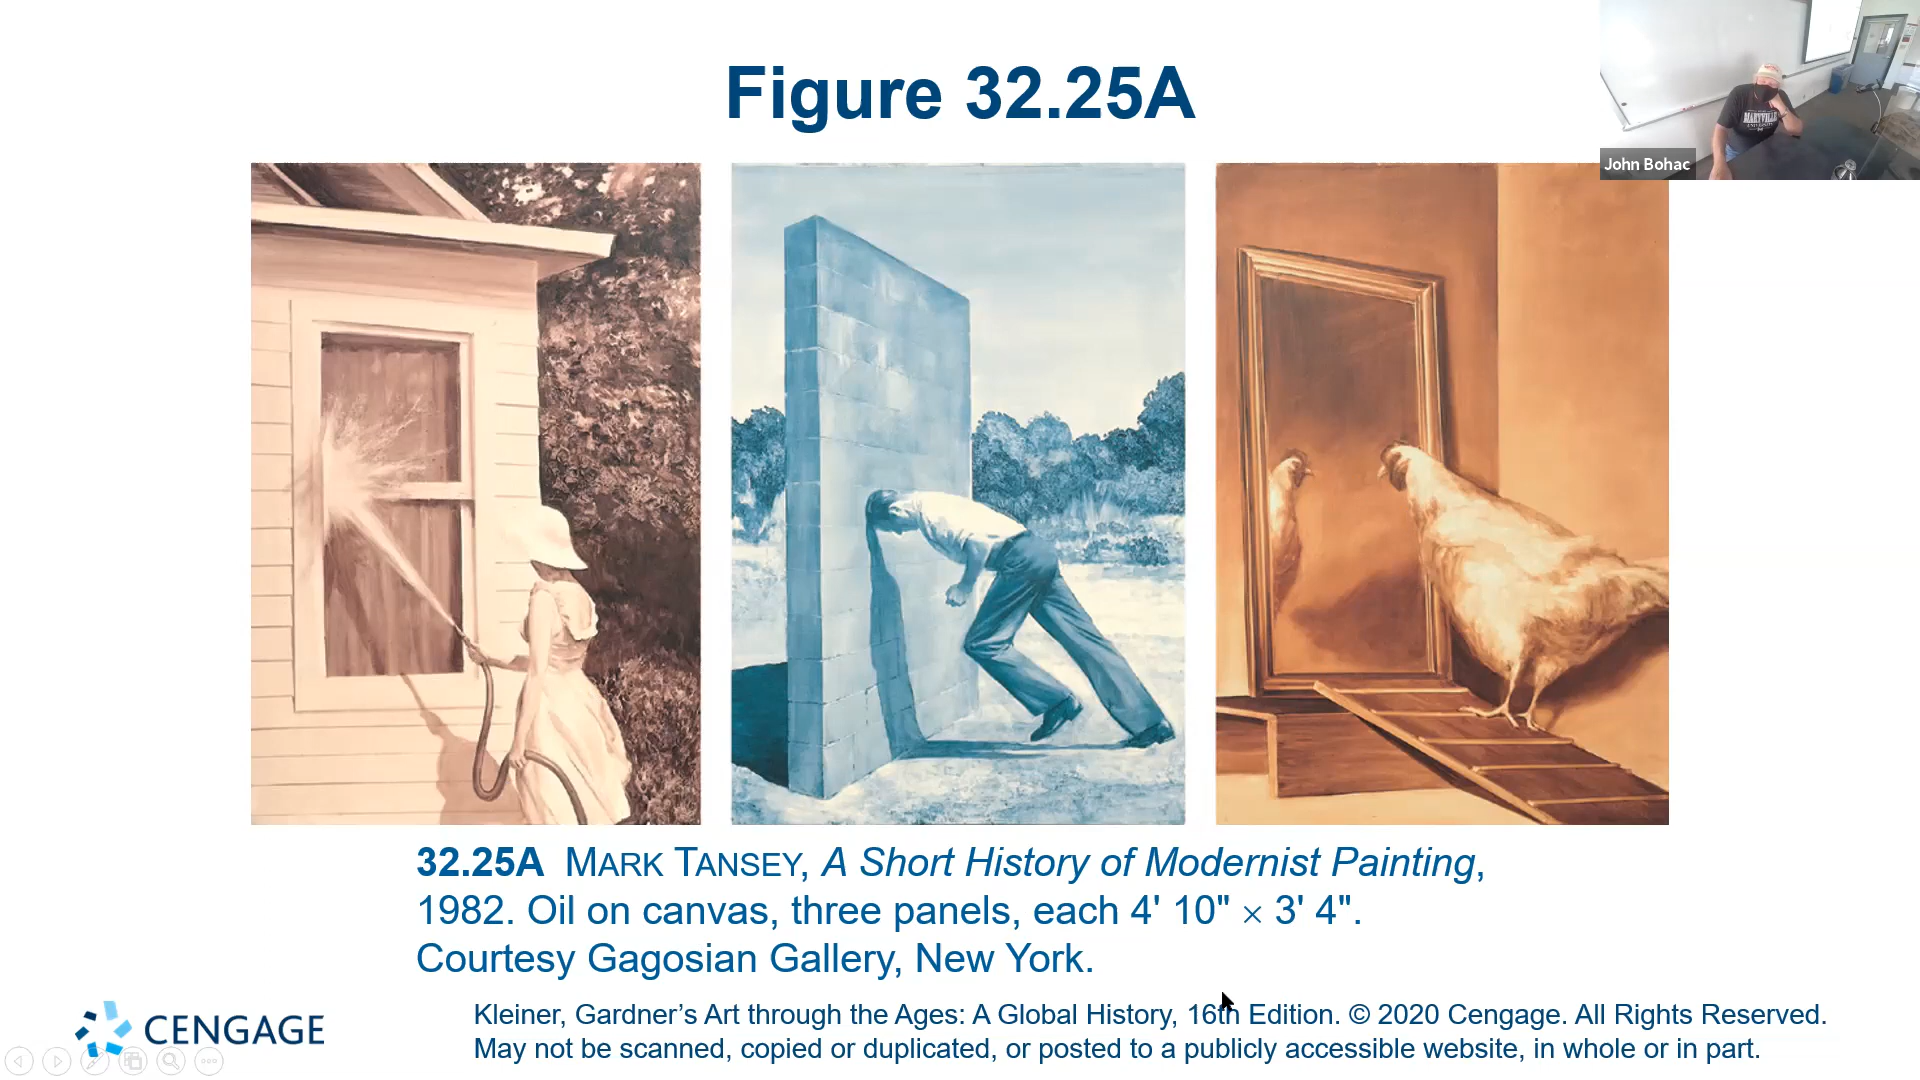 Figure 32.25A
MARYVILLE
UNIVERSITY
John Bohac
32.25A MARK TANSEY, A Short History of Modernist Painting,
1982. Oil on canvas, three panels, each 4' 10" × 3' 4".
Courtesy Gagosian Gallery, New York.
CENGAGE
Kleiner, Gardner’s Art through the Ages: A Global History, 16th Edition. © 2020 Cengage. All Rights Reserved.
May not be scanned, copied or duplicated, or posted to a publicly accessible website, in whole or in part.